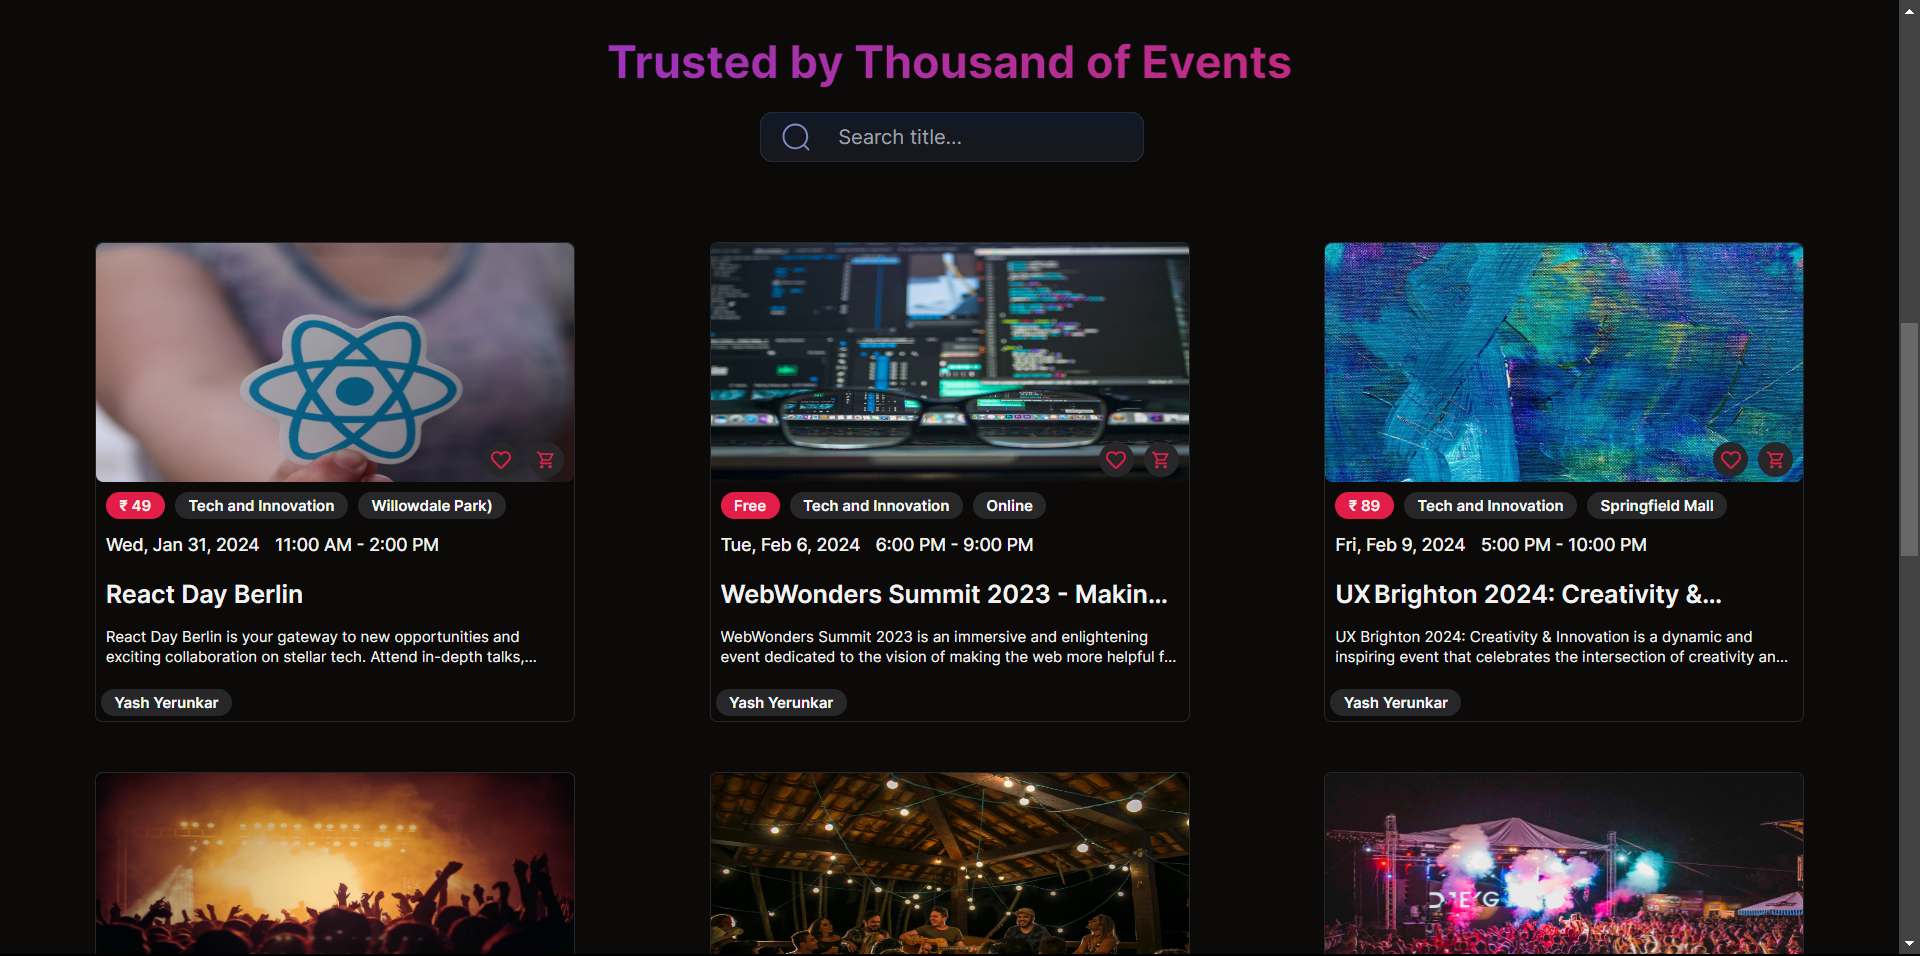 Trusted by Thousand of Events
Search title...
₹ 49 Tech and Innovation Willowdale Park)
Wed, Jan 31, 2024 11:00 AM - 2:00 PM
React Day Berlin
React Day Berlin is your gateway to new opportunities and
exciting collaboration on stellar tech. Attend in-depth talks,...
Yash Yerunkar
Free Tech and Innovation Online
Tue, Feb 6, 2024 6:00 PM - 9:00 PM
WebWonders Summit 2023 - Makin...
WebWonders Summit 2023 is an immersive and enlightening
event dedicated to the vision of making the web more helpful f...
Yash Yerunkar
₹ 89 Tech and Innovation Springfield Mall
Fri, Feb 9, 2024 5:00 PM - 10:00 PM
UX Brighton 2024: Creativity &...
UX Brighton 2024: Creativity & Innovation is a dynamic and
inspiring event that celebrates the intersection of creativity an...
Yash Yerunkar